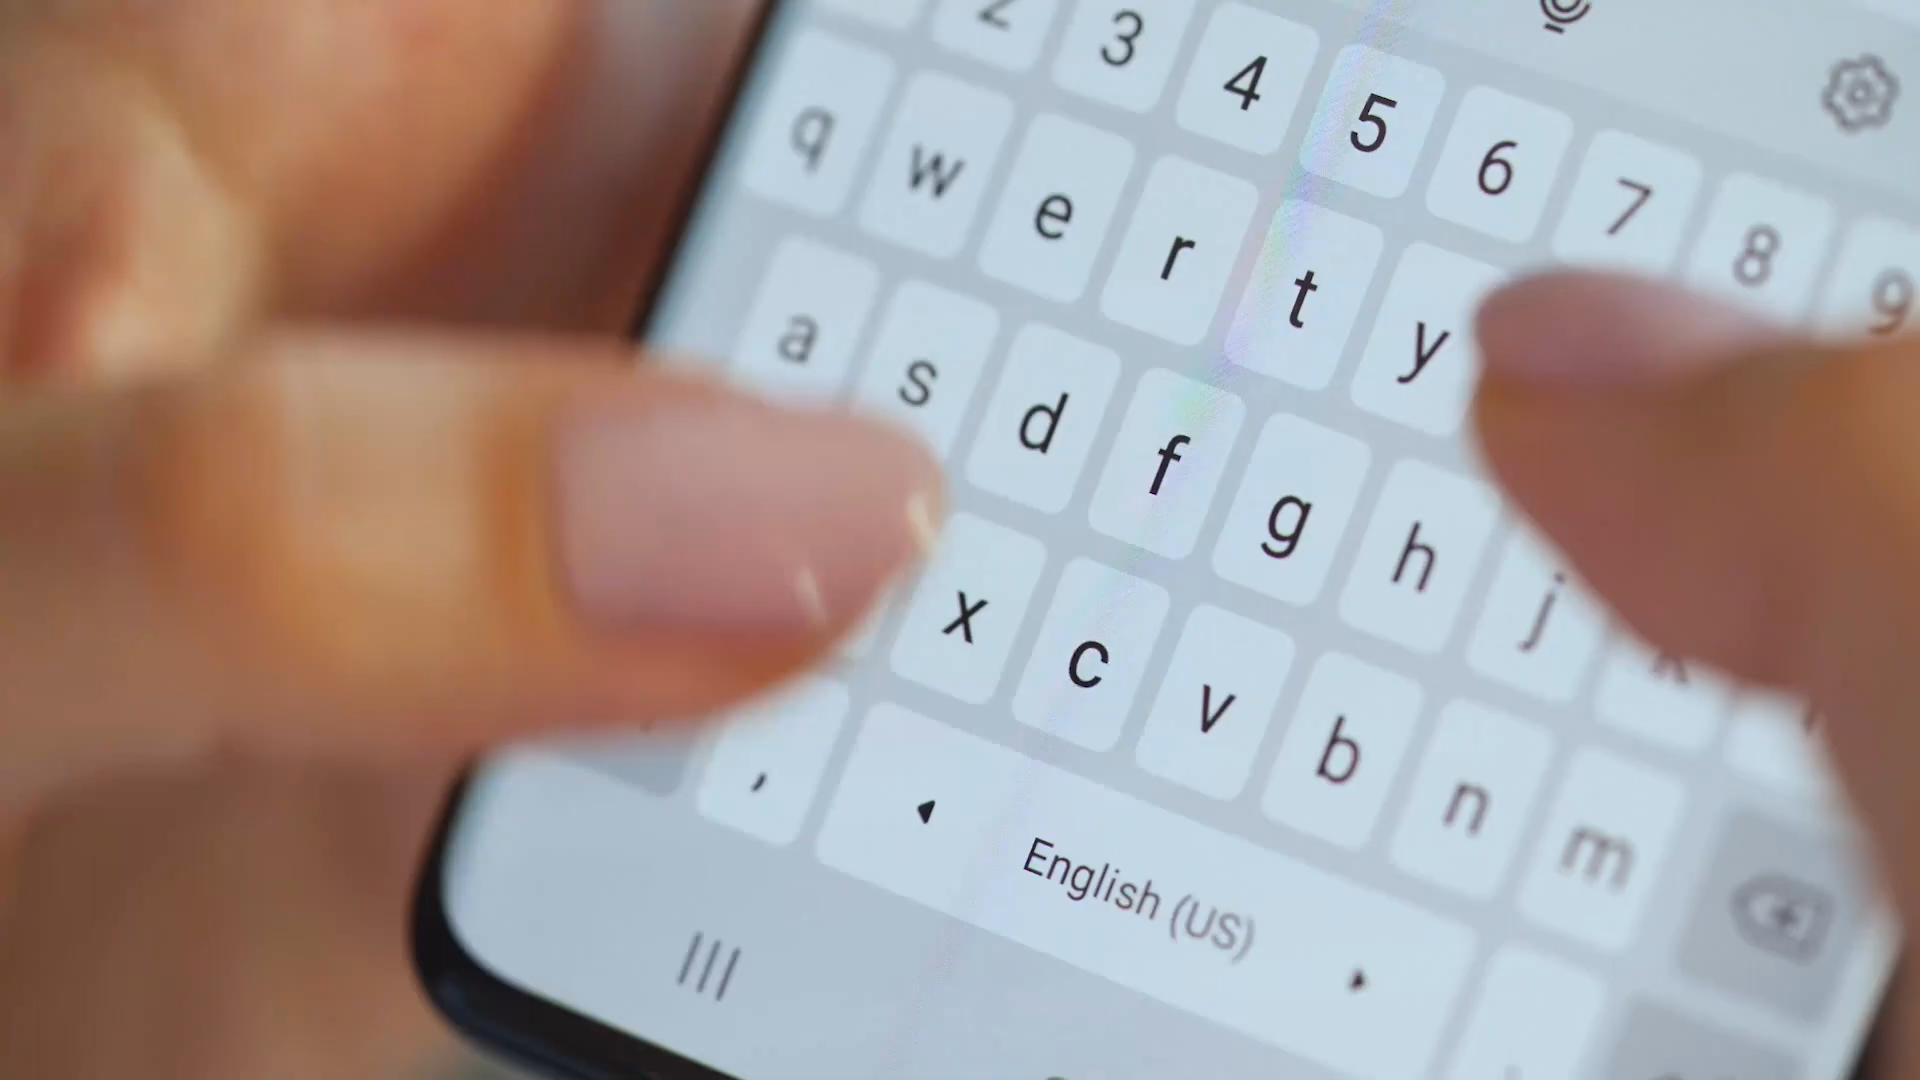 2 3 4 5 6 7 8 9
q w e r t y
a s d f g h j k
x c v b n m
, English (US)